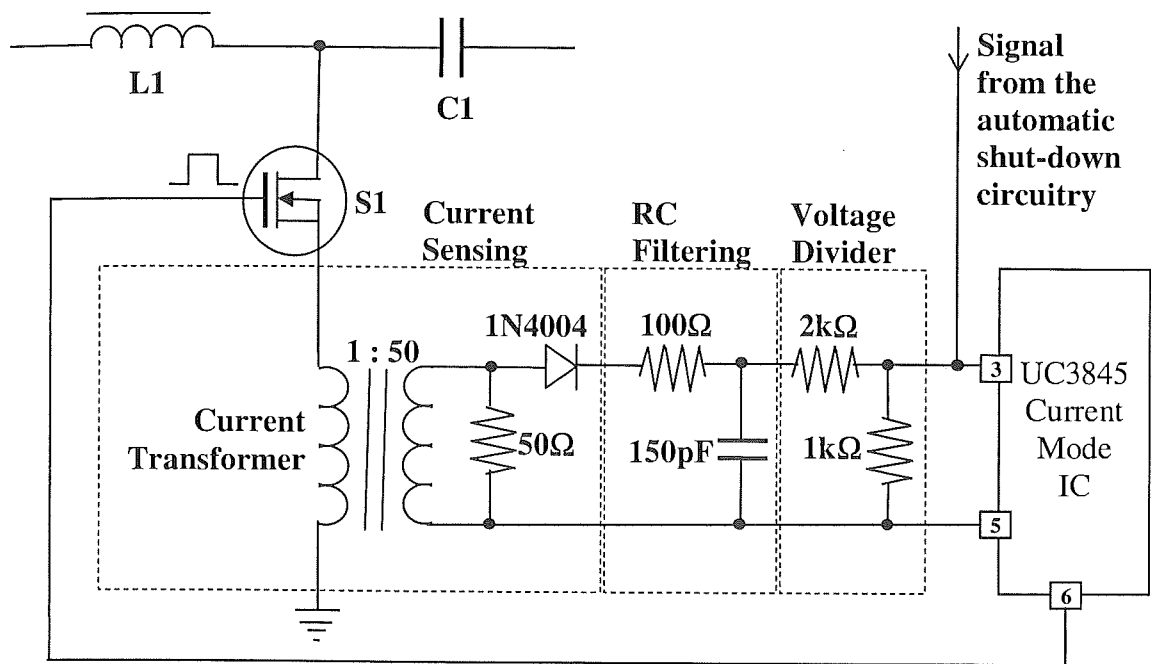 L1
C1
Signal
from the
automatic
shut-down
circuitry
S1
Current
Sensing
RC
Filtering
Voltage
Divider
1N4004
100Ω
2kΩ
1 : 50
3
UC3845
Current
Mode
IC
Current
Transformer
50Ω
150pF
1kΩ
5
6